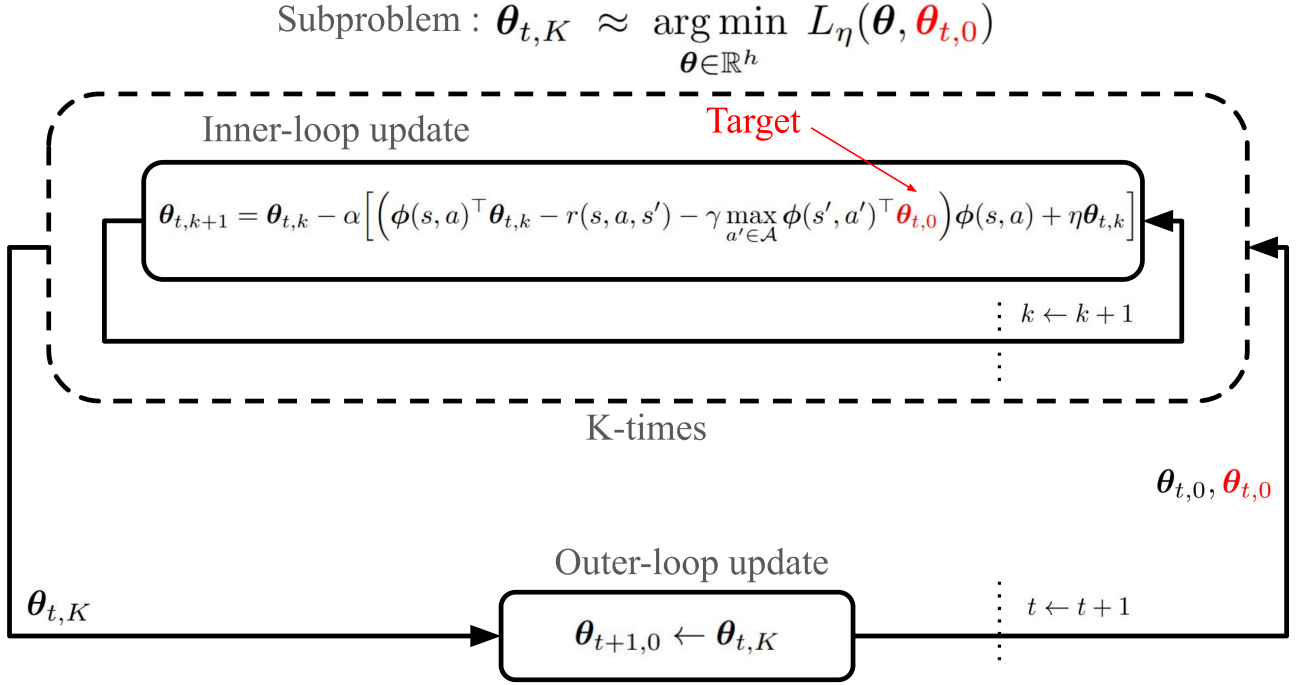 Subproblem : θ_{t,K} ≈ arg min_{θ∈ℝ^h} L_η(θ, θ_{t,0})
Target
Inner-loop update
θ_{t,k+1} = θ_{t,k} − α[(ϕ(s, a)^⊤ θ_{t,k} − r(s, a, s′) − γ max_{a′∈𝒜} ϕ(s′, a′)^⊤ θ_{t,0})ϕ(s, a) + ηθ_{t,k}]
k ← k + 1
K-times
θ_{t,0}, θ_{t,0}
Outer-loop update
θ_{t,K}
θ_{t+1,0} ← θ_{t,K}
t ← t + 1